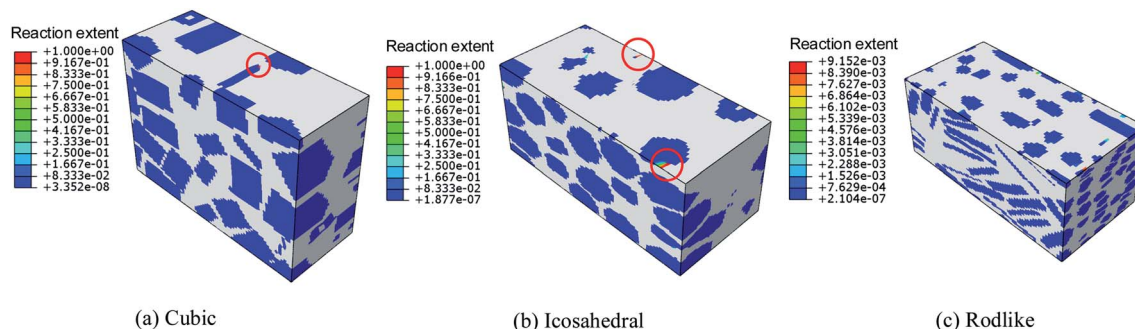 Reaction extent
+1.000e+00
+9.167e-01
+8.333e-01
+7.500e-01
+6.667e-01
+5.833e-01
+5.000e-01
+4.167e-01
+3.333e-01
+2.500e-01
+1.667e-01
+8.333e-02
+3.352e-08
(a) Cubic
Reaction extent
+1.000e+00
+9.166e-01
+8.333e-01
+7.500e-01
+6.667e-01
+5.833e-01
+5.000e-01
+4.167e-01
+3.333e-01
+2.500e-01
+1.667e-01
+8.333e-02
+1.877e-07
(b) Icosahedral
Reaction extent
+9.152e-03
+8.390e-03
+7.627e-03
+6.864e-03
+6.102e-03
+5.339e-03
+4.576e-03
+3.814e-03
+3.051e-03
+2.288e-03
+1.526e-03
+7.629e-04
+2.104e-07
(c) Rodlike